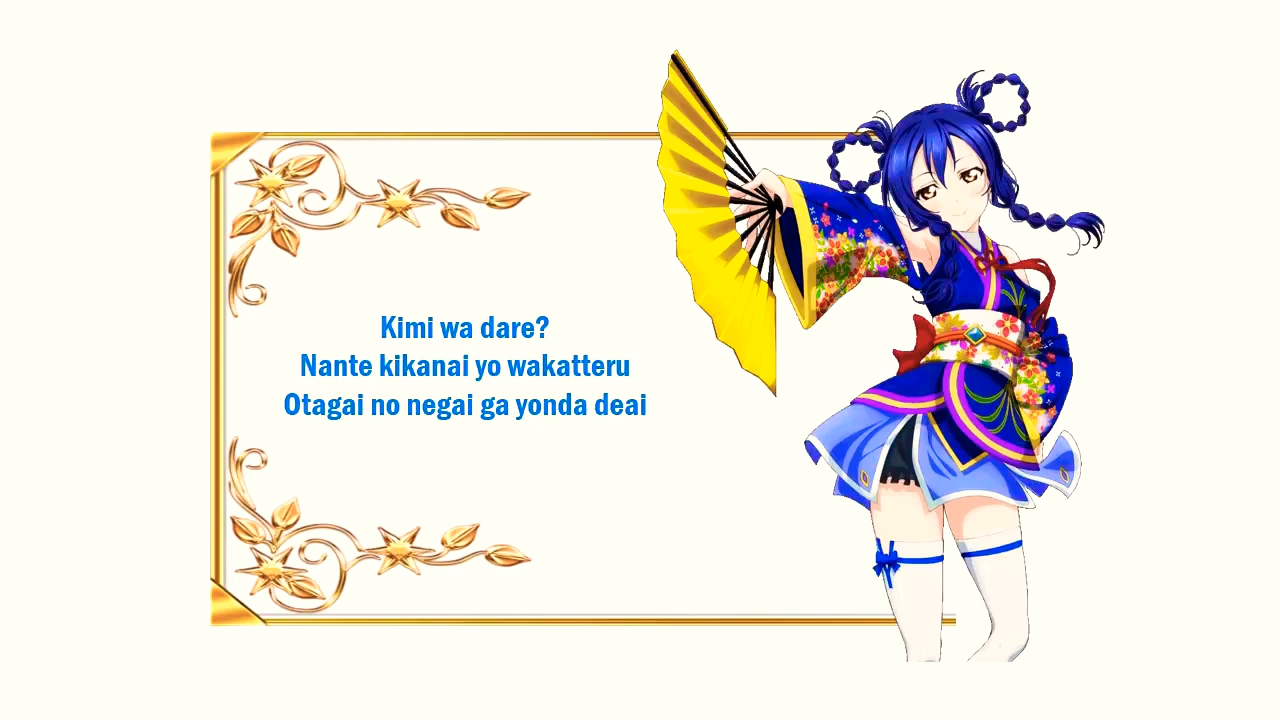 Kimi wa dare?
Nante kikanai yo wakatteru
Otagai no negai ga yonda deai